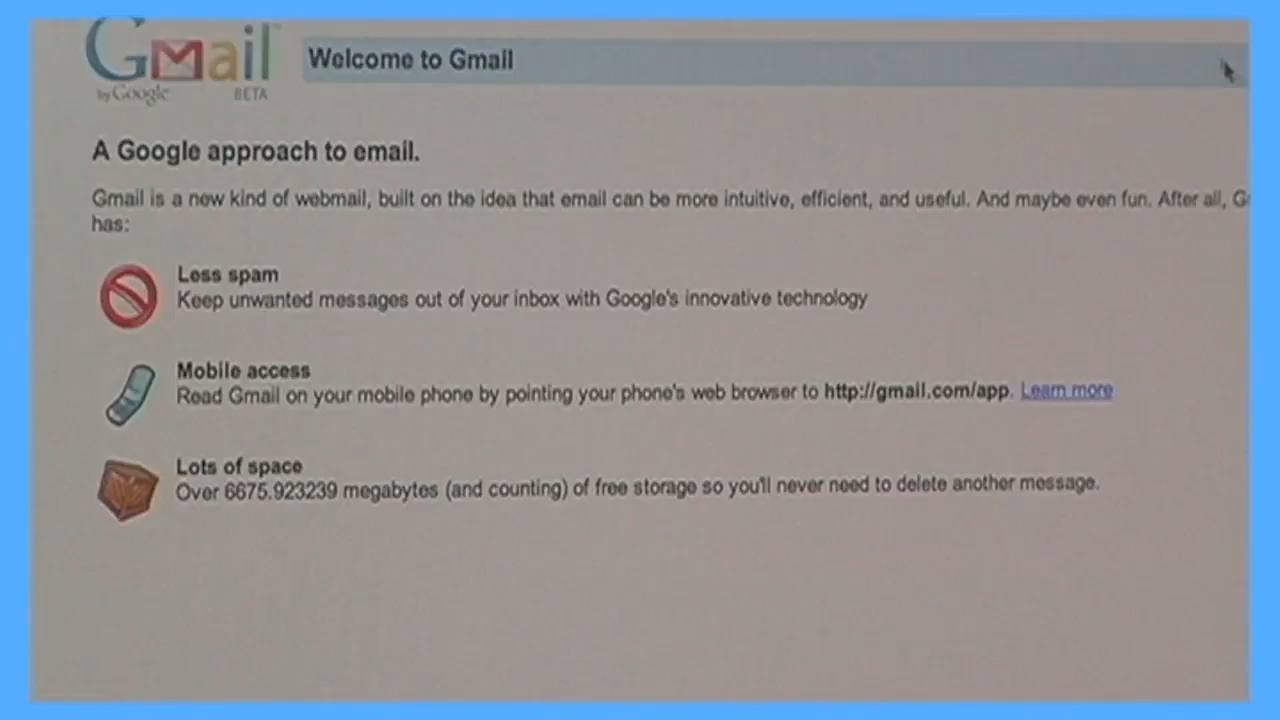 Gmail
by Google BETA
Welcome to Gmail
A Google approach to email.
Gmail is a new kind of webmail, built on the idea that email can be more intuitive, efficient, and useful. And maybe even fun. After all,
has:
Less spam
Keep unwanted messages out of your inbox with Google's innovative technology
Mobile access
Read Gmail on your mobile phone by pointing your phone's web browser to http://gmail.com/app. Learn more
Lots of space
Over 6675.923239 megabytes (and counting) of free storage so you'll never need to delete another message.